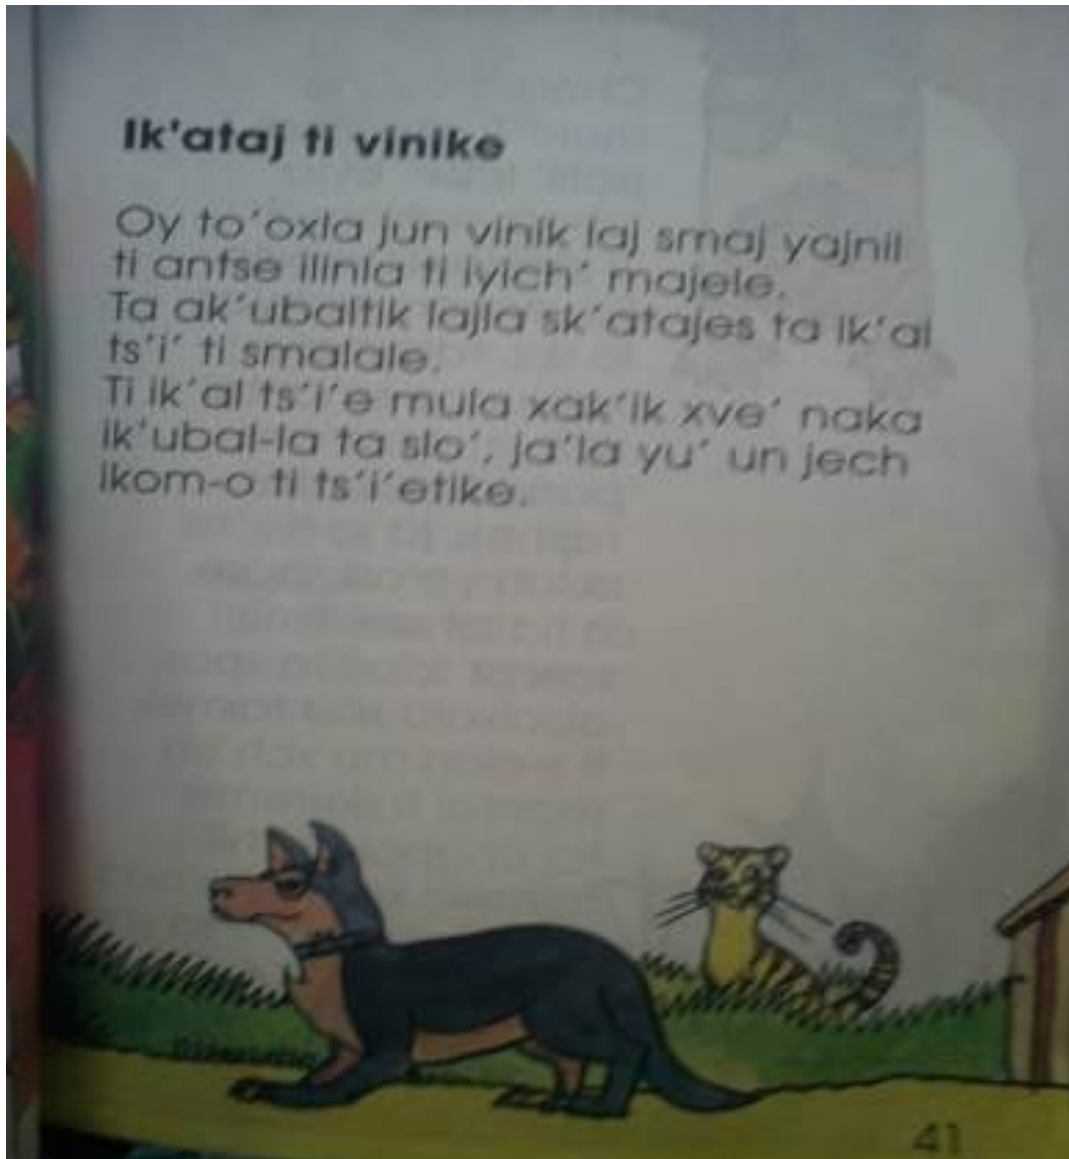 Ik'ataj ti vinike
Oy to'oxla jun vinik laj smaj yajnil
ti antse ilinla ti iyich' majele.
Ta ak'ubaltik lajla sk'atajes ta ik'al
ts'i' ti smalale.
Ti ik'al ts'i'e mula xak'ik xve' naka
ik'ubal-la ta slo', ja'la yu' un jech
ikom-o ti ts'i'etike.
41